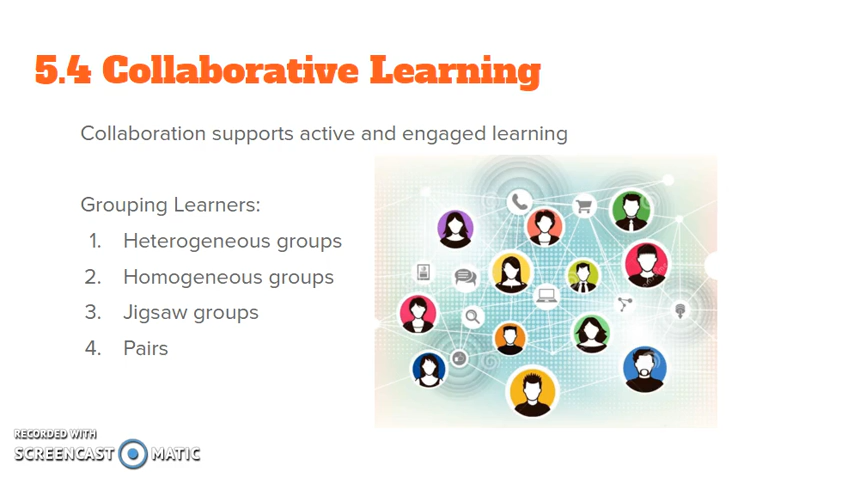 5.4 Collaborative Learning
Collaboration supports active and engaged learning
Grouping Learners:
1. Heterogeneous groups
2. Homogeneous groups
3. Jigsaw groups
4. Pairs
RECORDED WITH
SCREENCAST MATIC